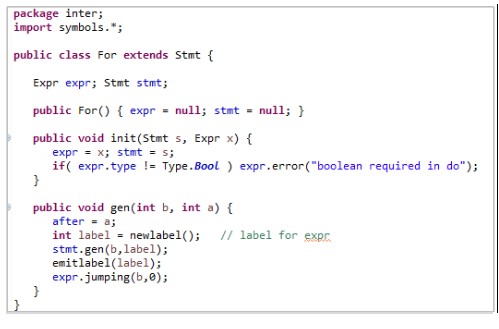 package inter;
import symbols.*;
public class For extends Stmt {
Expr expr; Stmt stmt;
public For() { expr = null; stmt = null; }
public void init(Stmt s, Expr x) {
expr = x; stmt = s;
if( expr.type != Type.Bool ) expr.error("boolean required in do");
}
public void gen(int b, int a) {
after = a;
int label = newlabel();   // label for expr
stmt.gen(b,label);
emitlabel(label);
expr.jumping(b,0);
}
}